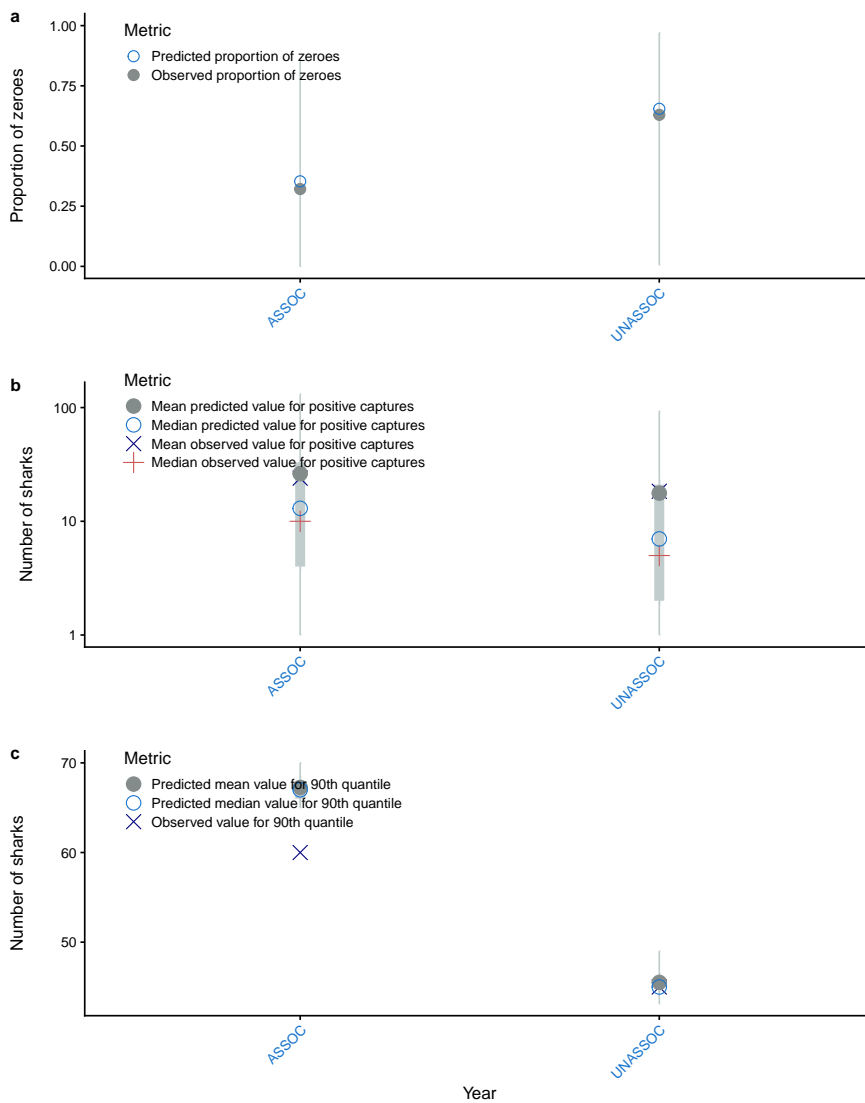 a
Metric
Predicted proportion of zeroes
Observed proportion of zeroes
Proportion of zeroes
1.00
0.75
0.50
0.25
0.00
ASSOC
UNASSOC
b
Metric
Mean predicted value for positive captures
Median predicted value for positive captures
Mean observed value for positive captures
Median observed value for positive captures
Number of sharks
100
10
1
ASSOC
UNASSOC
c
Metric
Predicted mean value for 90th quantile
Predicted median value for 90th quantile
Observed value for 90th quantile
Number of sharks
70
60
50
ASSOC
UNASSOC
Year